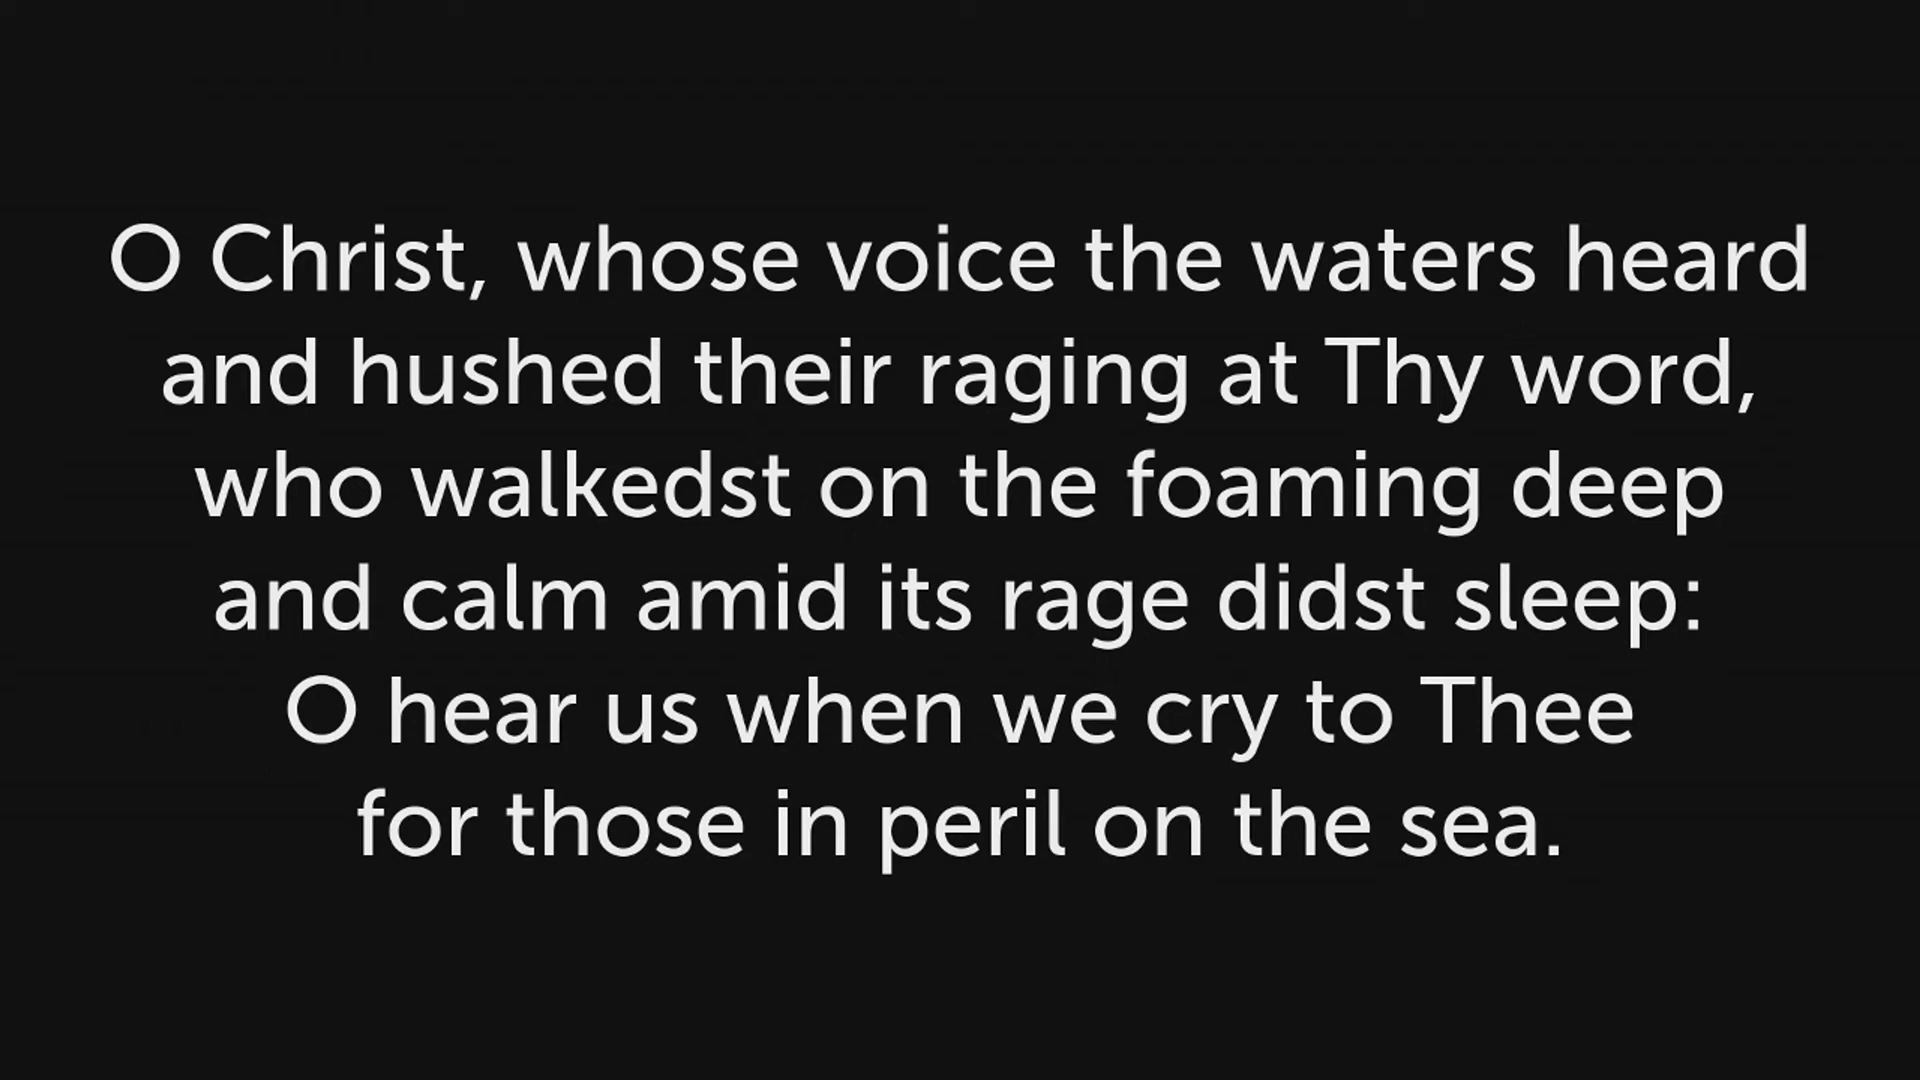 O Christ, whose voice the waters heard
and hushed their raging at Thy word,
who walkedst on the foaming deep
and calm amid its rage didst sleep:
O hear us when we cry to Thee
for those in peril on the sea.